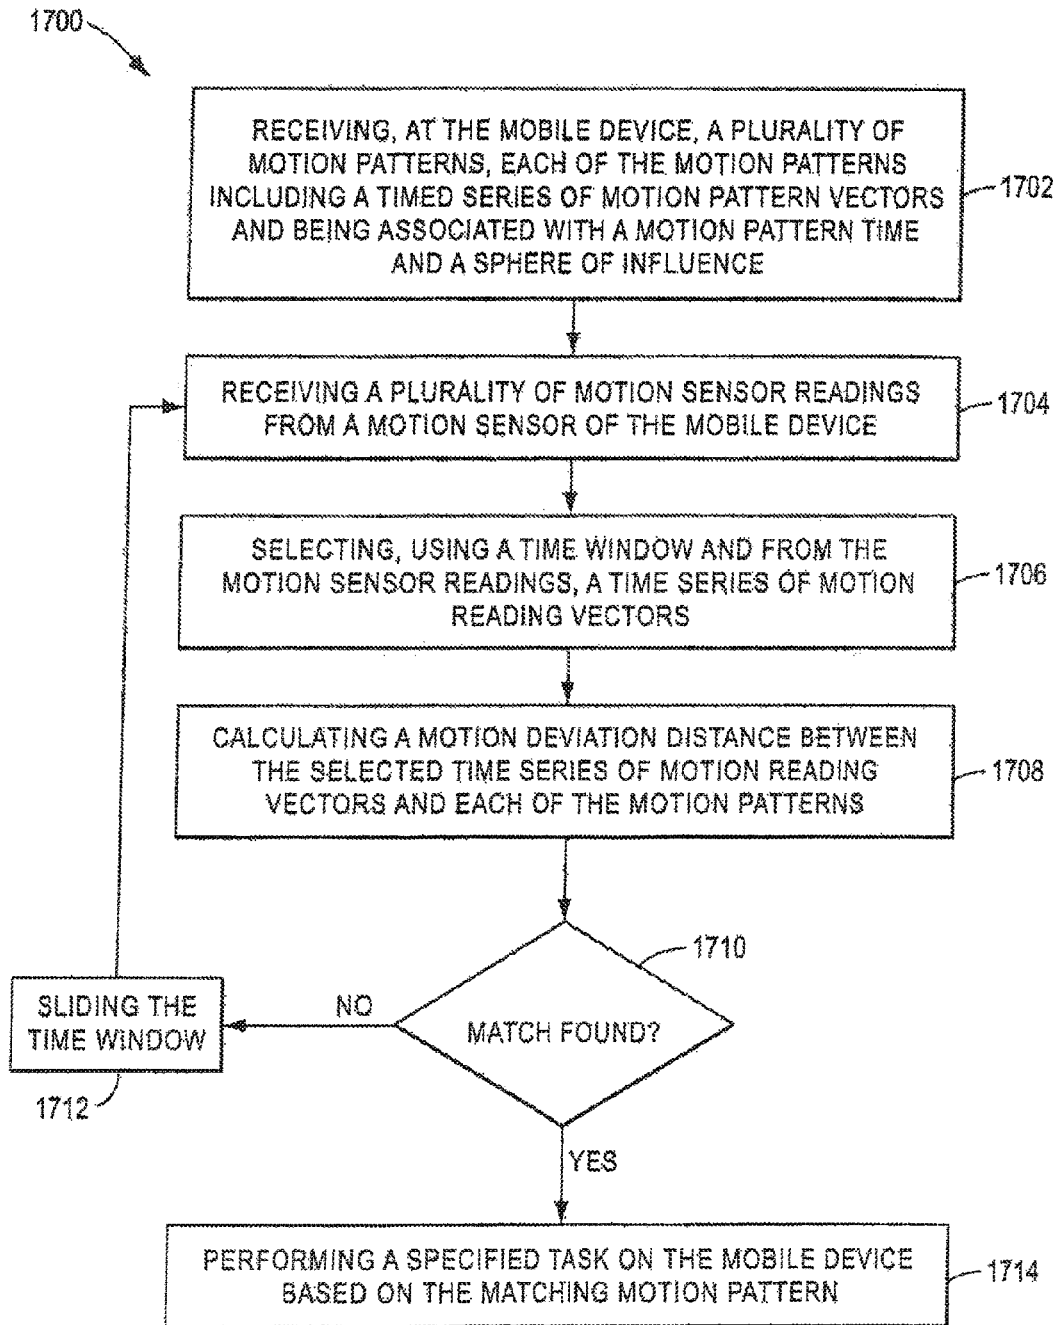 1700
RECEIVING, AT THE MOBILE DEVICE, A PLURALITY OF
MOTION PATTERNS, EACH OF THE MOTION PATTERNS
INCLUDING A TIMED SERIES OF MOTION PATTERN VECTORS
AND BEING ASSOCIATED WITH A MOTION PATTERN TIME
AND A SPHERE OF INFLUENCE
1702
RECEIVING A PLURALITY OF MOTION SENSOR READINGS
FROM A MOTION SENSOR OF THE MOBILE DEVICE
1704
SELECTING, USING A TIME WINDOW AND FROM THE
MOTION SENSOR READINGS, A TIME SERIES OF MOTION
READING VECTORS
1706
CALCULATING A MOTION DEVIATION DISTANCE BETWEEN
THE SELECTED TIME SERIES OF MOTION READING
VECTORS AND EACH OF THE MOTION PATTERNS
1708
1710
MATCH FOUND?
NO
SLIDING THE
TIME WINDOW
1712
YES
PERFORMING A SPECIFIED TASK ON THE MOBILE DEVICE
BASED ON THE MATCHING MOTION PATTERN
1714